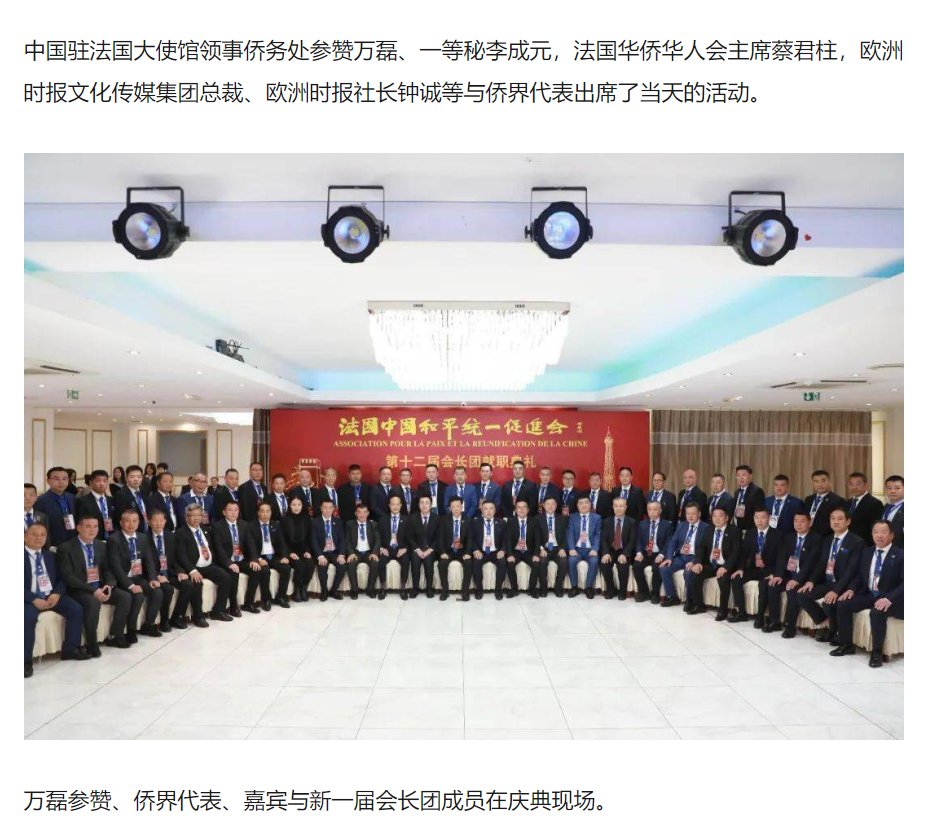 中国驻法国大使馆领事侨务处参赞万磊、一等秘李成元，法国华侨华人会主席蔡君柱，欧洲
时报文化传媒集团总裁、欧洲时报社长钟诚等与侨界代表出席了当天的活动。
法国中国和平统一促進会
ASSOCIATION POUR LA PAIX ET LA REUNIFICATION DE LA CHINE
第十二届会长团就职典礼
万磊参赞、侨界代表、嘉宾与新一届会长团成员在庆典现场。